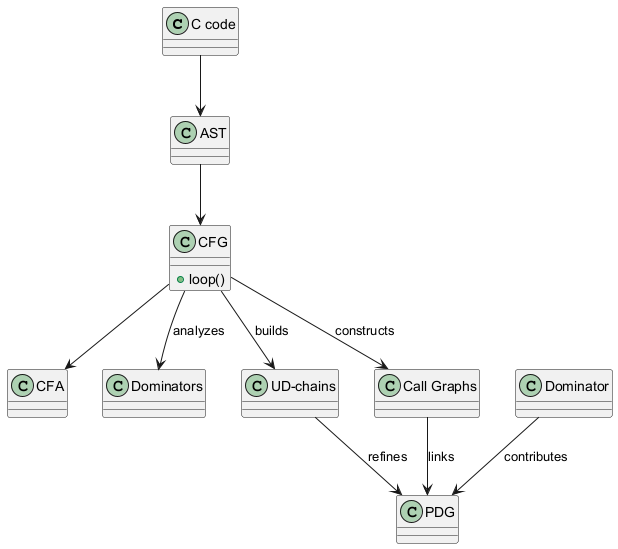 C C code
C AST
C CFG
+ loop()
analyzes
builds
constructs
C CFA
C Dominators
C UD-chains
C Call Graphs
C Dominator
refines
links
contributes
C PDG